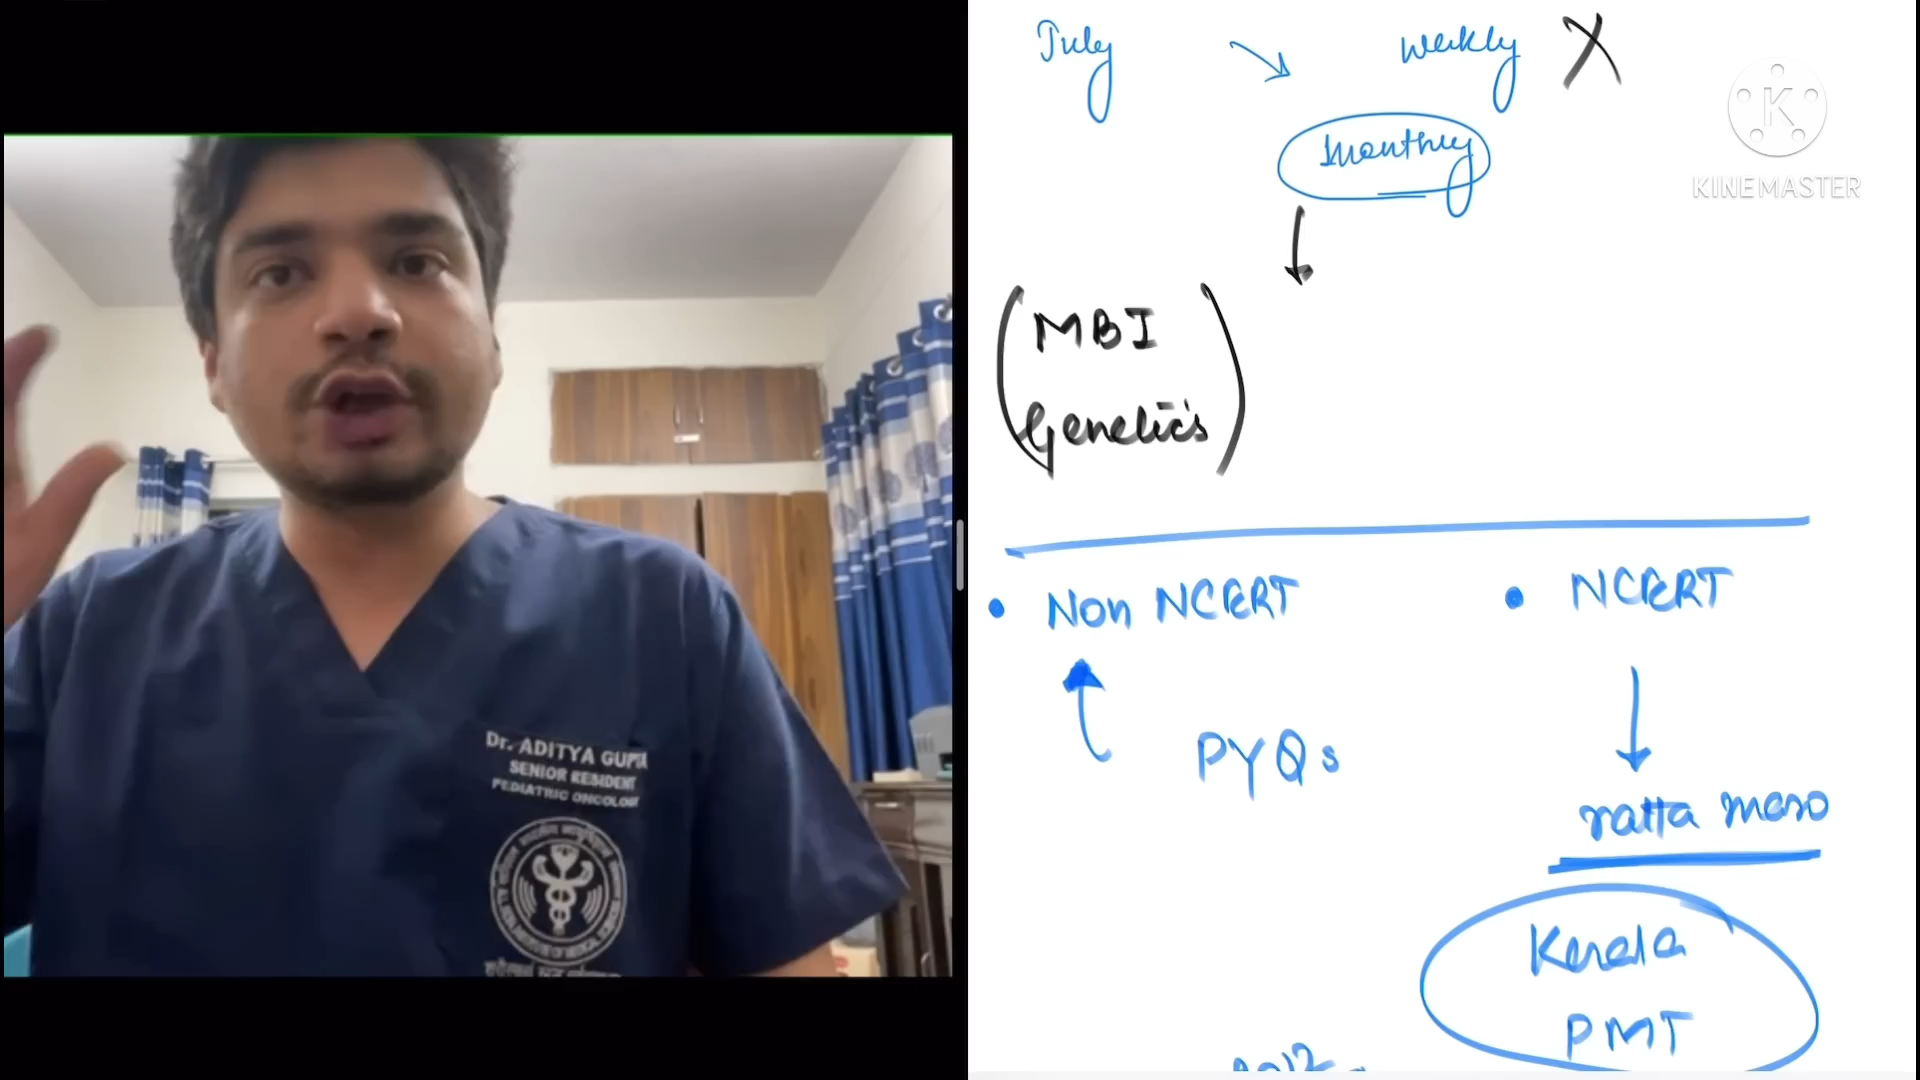 July
weekly X
monthly
MBI
Genetics
• Non NCERT
• NCERT
PYQs
ratta maro
Kerala
PMT
KINEMASTER
Dr. ADITYA GUPTA
SENIOR RESIDENT
PEDIATRIC ONCOLOGY